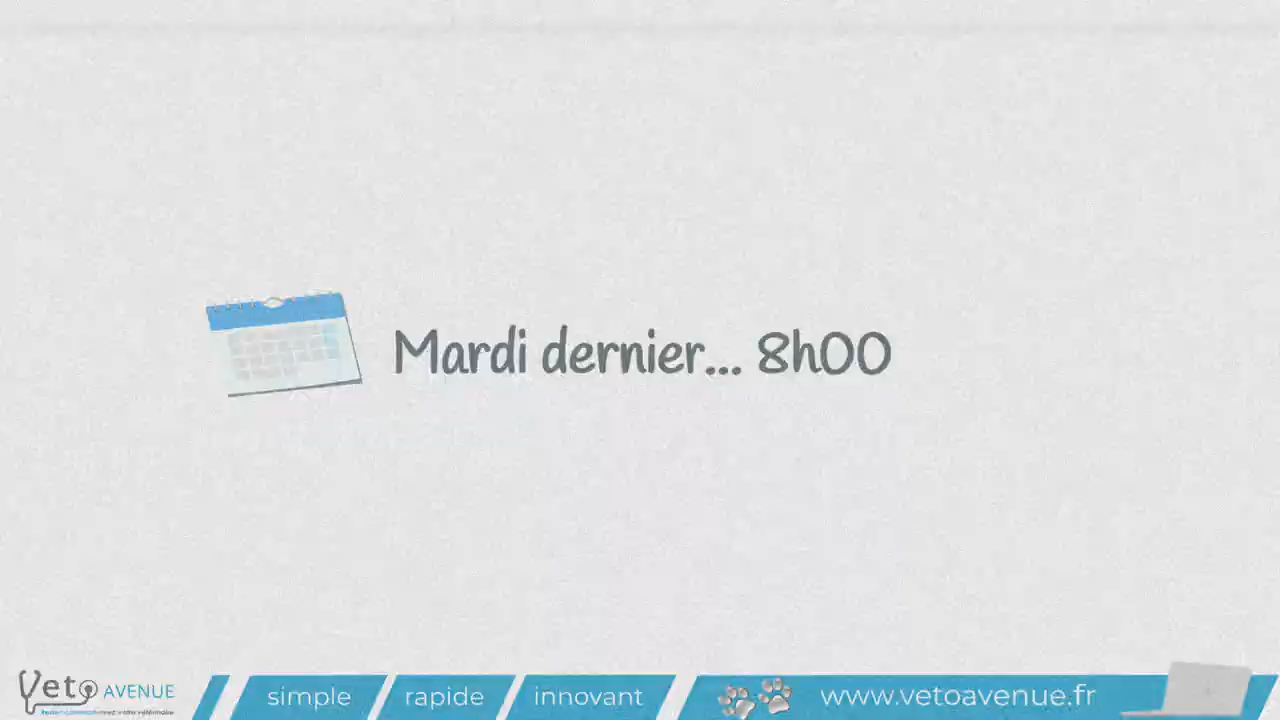 Mardi dernier... 8h00
Veto AVENUE
simple
rapide
innovant
www.vetoavenue.fr